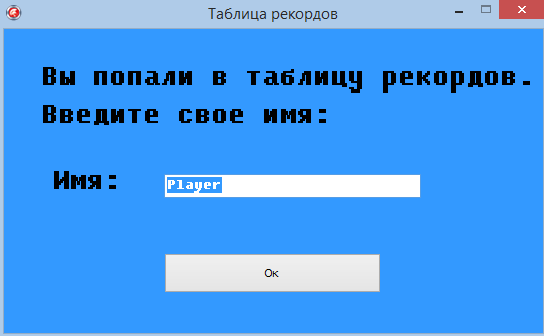 Таблица рекордов
Вы попали в таблицу рекордов.
Введите свое имя:
Имя:
Player
Ок